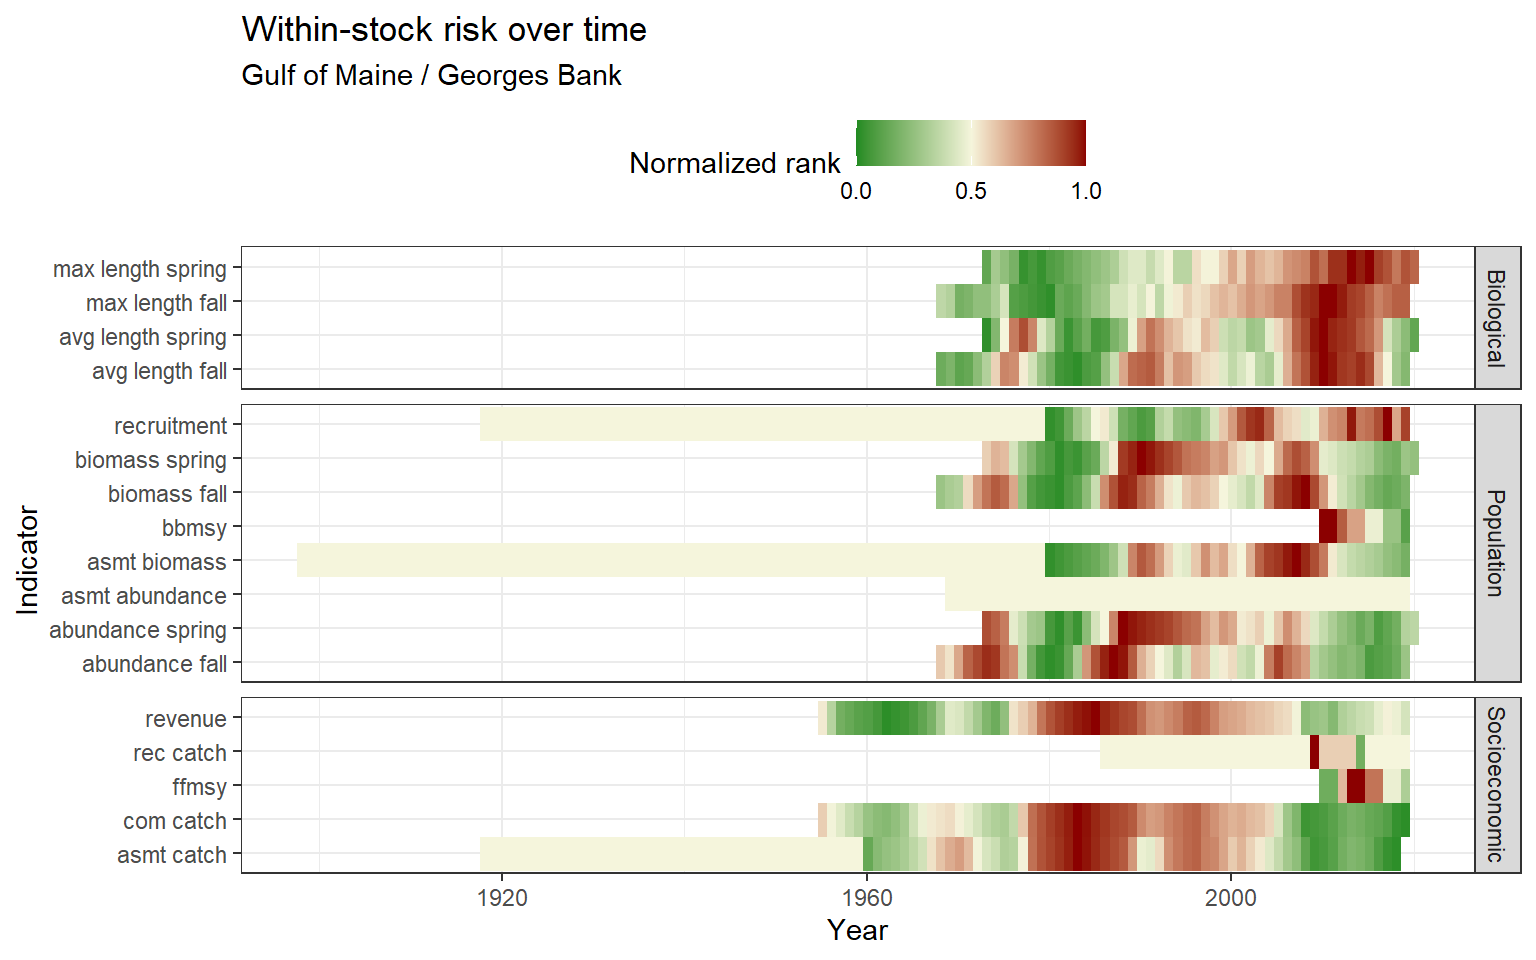 Within-stock risk over time
Gulf of Maine / Georges Bank
Normalized rank
0.0 0.5 1.0
max length spring
max length fall
avg length spring
avg length fall
Biological
recruitment
biomass spring
biomass fall
bbmsy
asmt biomass
asmt abundance
abundance spring
abundance fall
Population
revenue
rec catch
ffmsy
com catch
asmt catch
Socioeconomic
Indicator
1920 1960 2000
Year